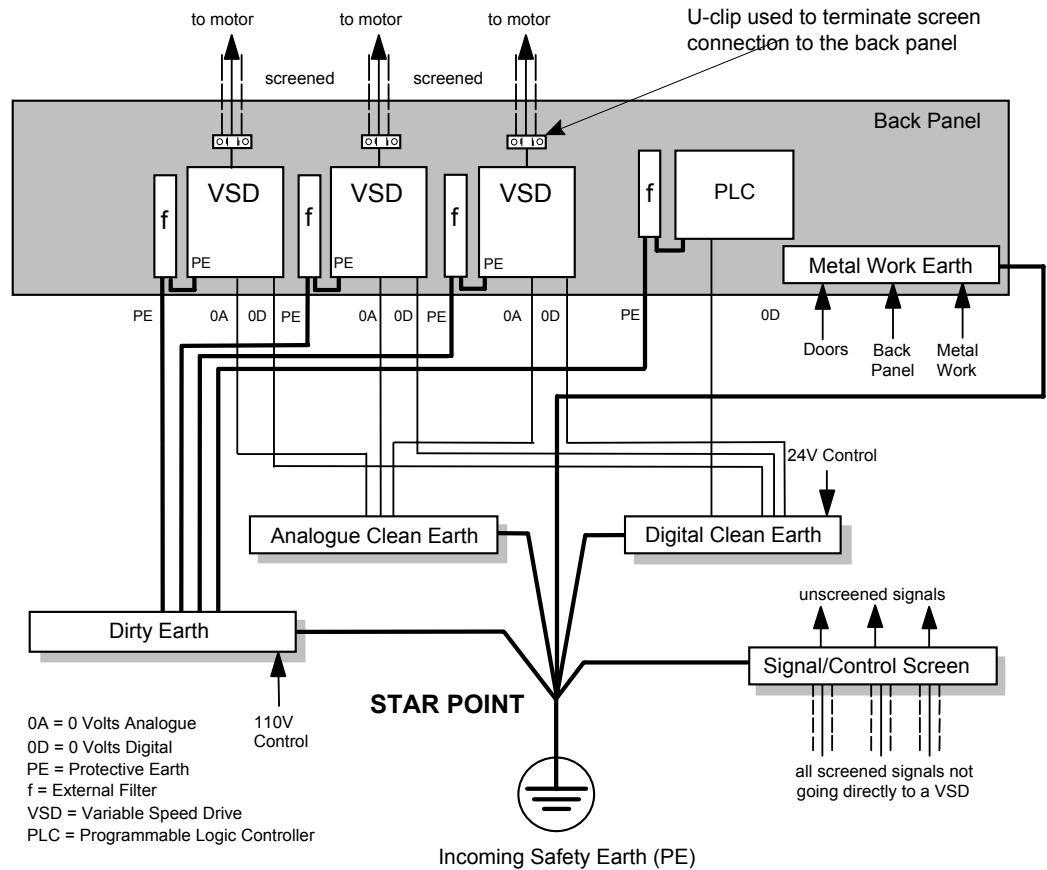 to motor
to motor
to motor
U-clip used to terminate screen
connection to the back panel
screened
screened
Back Panel
f
VSD
PE
f
VSD
PE
f
VSD
PE
f
PLC
Metal Work Earth
PE
0A
0D
PE
0A
0D
PE
0A
0D
PE
0D
Doors
Back
Panel
Metal
Work
24V Control
Analogue Clean Earth
Digital Clean Earth
Dirty Earth
unscreened signals
Signal/Control Screen
STAR POINT
110V
Control
all screened signals not
going directly to a VSD
0A = 0 Volts Analogue
0D = 0 Volts Digital
PE = Protective Earth
f = External Filter
VSD = Variable Speed Drive
PLC = Programmable Logic Controller
Incoming Safety Earth (PE)